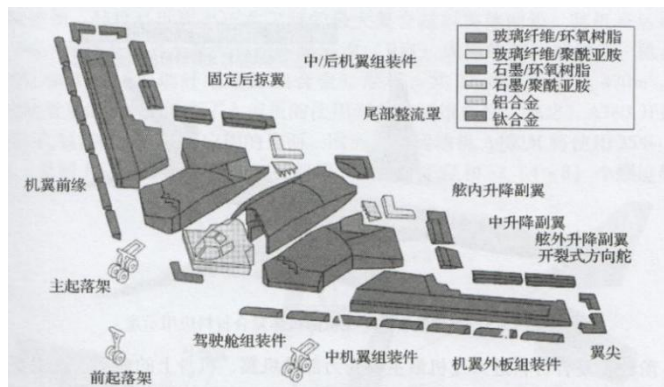 玻璃纤维/环氧树脂
玻璃纤维/聚酰亚胺
石墨/环氧树脂
石墨/聚酰亚胺
铝合金
钛合金
中/后机翼组装件
固定后掠翼
尾部整流罩
机翼前缘
舷内升降副翼
中升降副翼
舷外升降副翼
开裂式方向舵
主起落架
驾驶舱组装件
中机翼组装件
机翼外板组装件
翼尖
前起落架